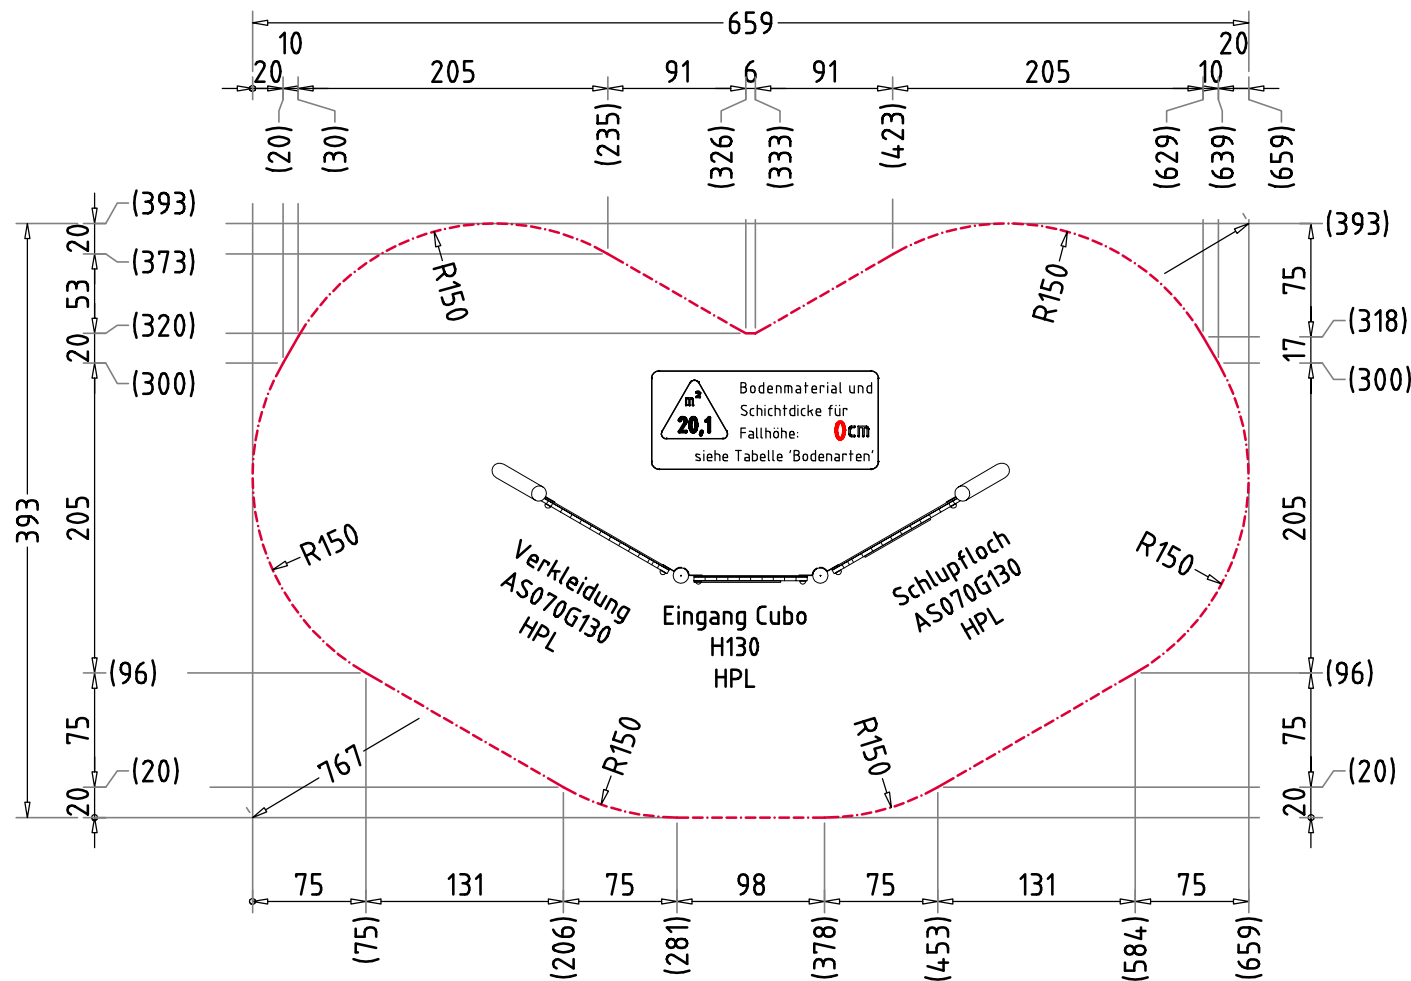 659
10
20
20
205
91
6
91
205
10
(20)
(30)
(235)
(326)
(333)
(423)
(629)
(639)
(659)
(393)
20
(373)
53
(320)
20
(300)
393
205
(96)
75
(20)
20
(393)
75
(318)
17
(300)
205
(96)
75
(20)
20
R150
R150
m²
20,1
Bodenmaterial und
Schichtdicke für
Fallhöhe: 0cm
siehe Tabelle 'Bodenarten'
R150
R150
Verkleidung
AS070G130
HPL
Eingang Cubo
H130
HPL
Schlupfloch
AS070G130
HPL
767
R150
R150
75
131
75
98
75
131
75
(75)
(206)
(281)
(378)
(453)
(584)
(659)